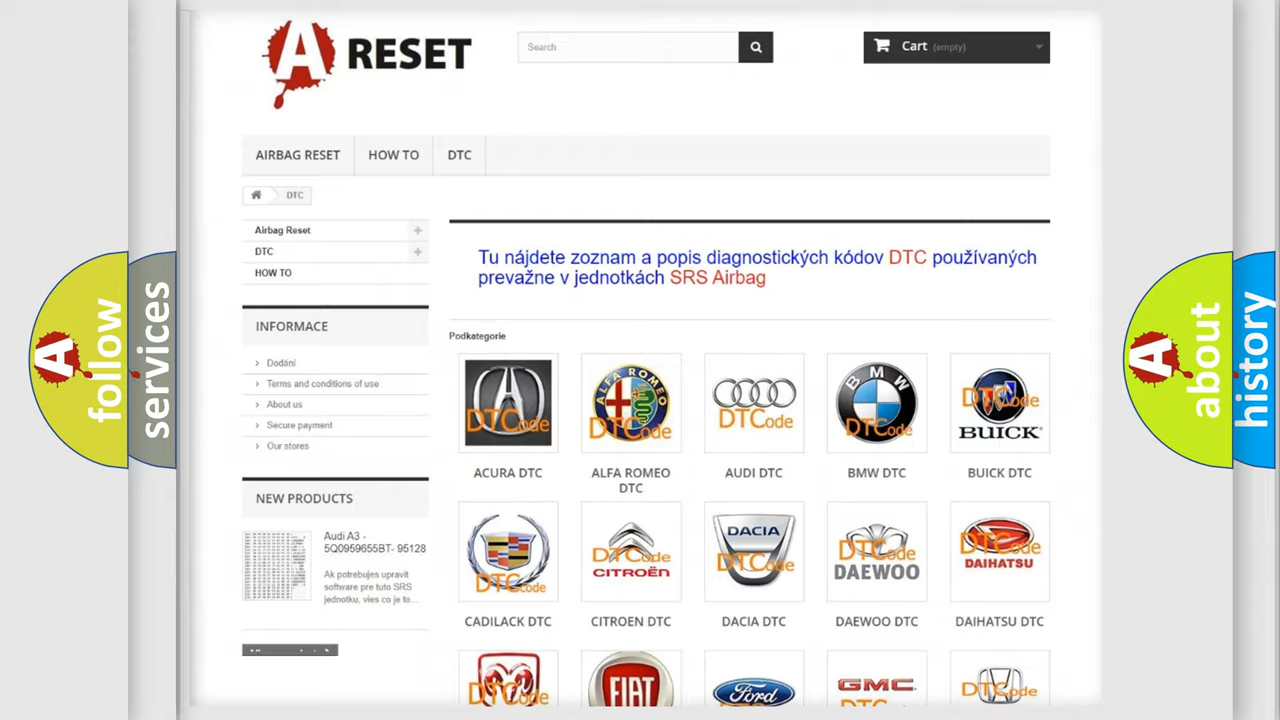 A RESET
Search
Cart (empty)
AIRBAG RESET
HOW TO
DTC
DTC
Airbag Reset
DTC
HOW TO
Tu nájdete zoznam a popis diagnostických kódov DTC používaných
prevažne v jednotkách SRS Airbag
INFORMACE
Dodání
Terms and conditions of use
About us
Secure payment
Our stores
NEW PRODUCTS
Audi A3 -
5Q0959655BT- 95128
Ak potrebujes upravit
software pre tuto SRS
jednotku, vies co je to...
Podkategorie
DTCode
ALFA ROMEO
DTCode
DTCode
BMW
DTCode
DTCode
BUICK
ACURA DTC
ALFA ROMEO
DTC
AUDI DTC
BMW DTC
BUICK DTC
DTCode
DTCode
CITROËN
DACIA
DTCode
DTCode
DAEWOO
DTCode
DAIHATSU
CADILACK DTC
CITROEN DTC
DACIA DTC
DAEWOO DTC
DAIHATSU DTC
DTCode
FIAT
Ford
GMC
DTCode
A follow
services
A about
history